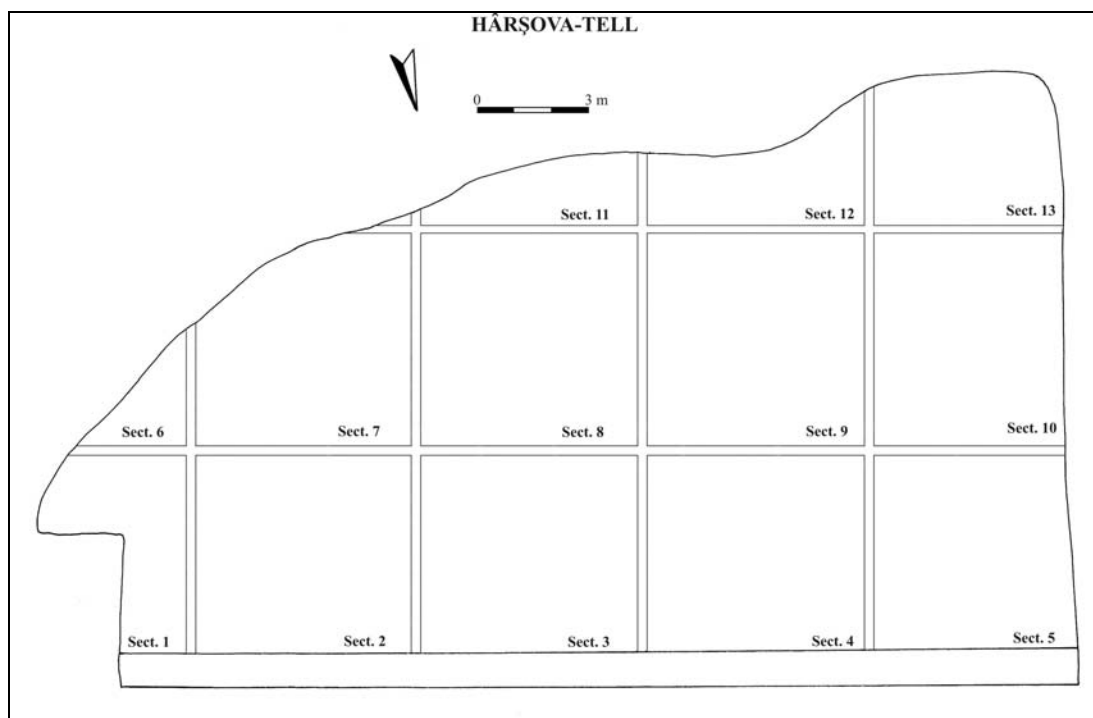 HÂRŞOVA-TELL
0 3 m
Sect. 11 Sect. 12 Sect. 13
Sect. 6 Sect. 7 Sect. 8 Sect. 9 Sect. 10
Sect. 1 Sect. 2 Sect. 3 Sect. 4 Sect. 5